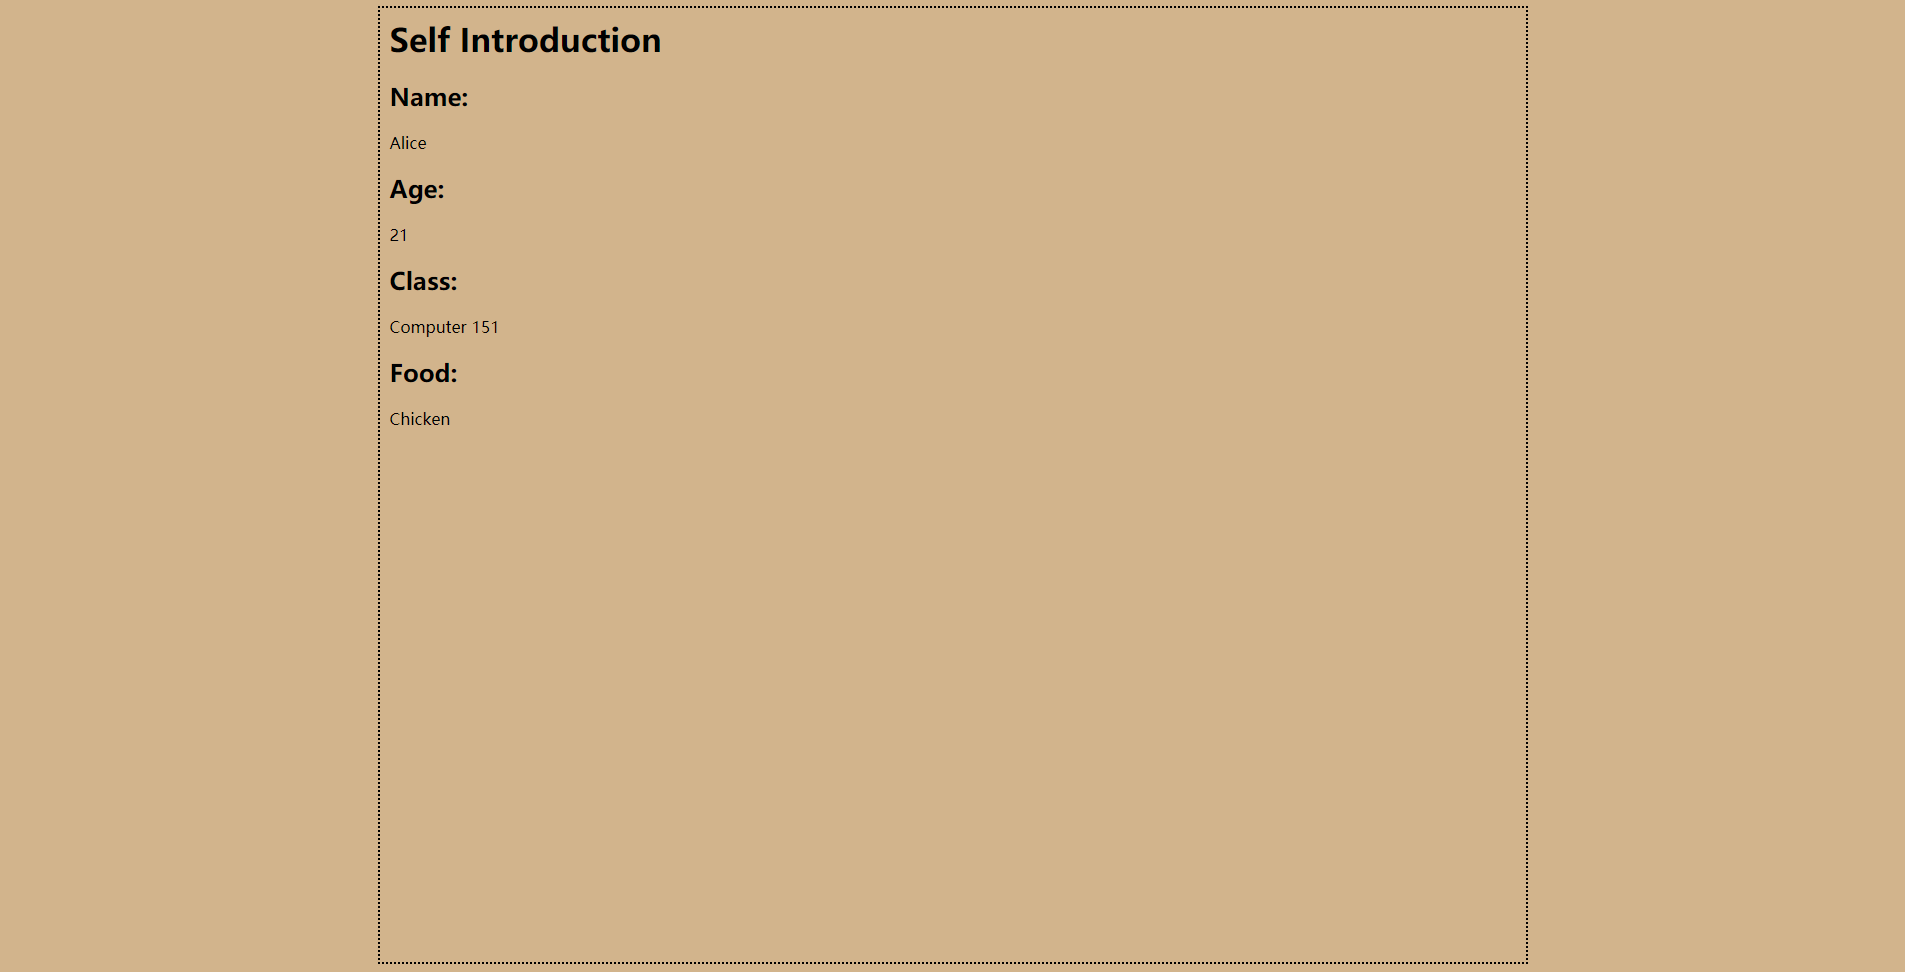 Self Introduction
Name:
Alice
Age:
21
Class:
Computer 151
Food:
Chicken